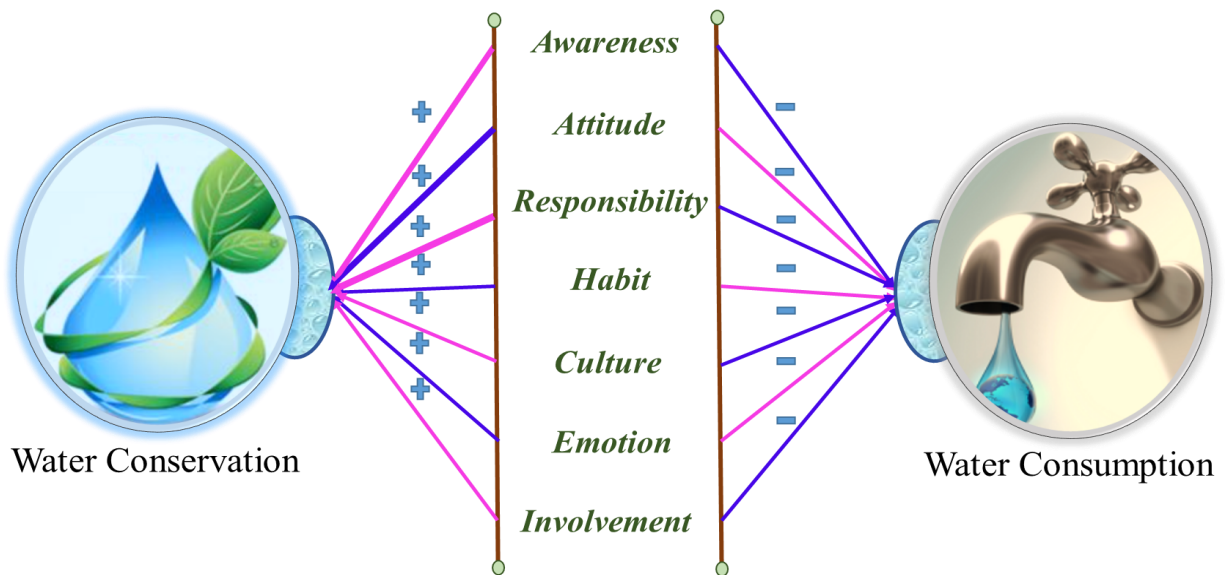 Awareness
Attitude
Responsibility
Habit
Culture
Emotion
Involvement
Water Conservation
Water Consumption
+
+
+
+
+
+
+
−
−
−
−
−
−
−